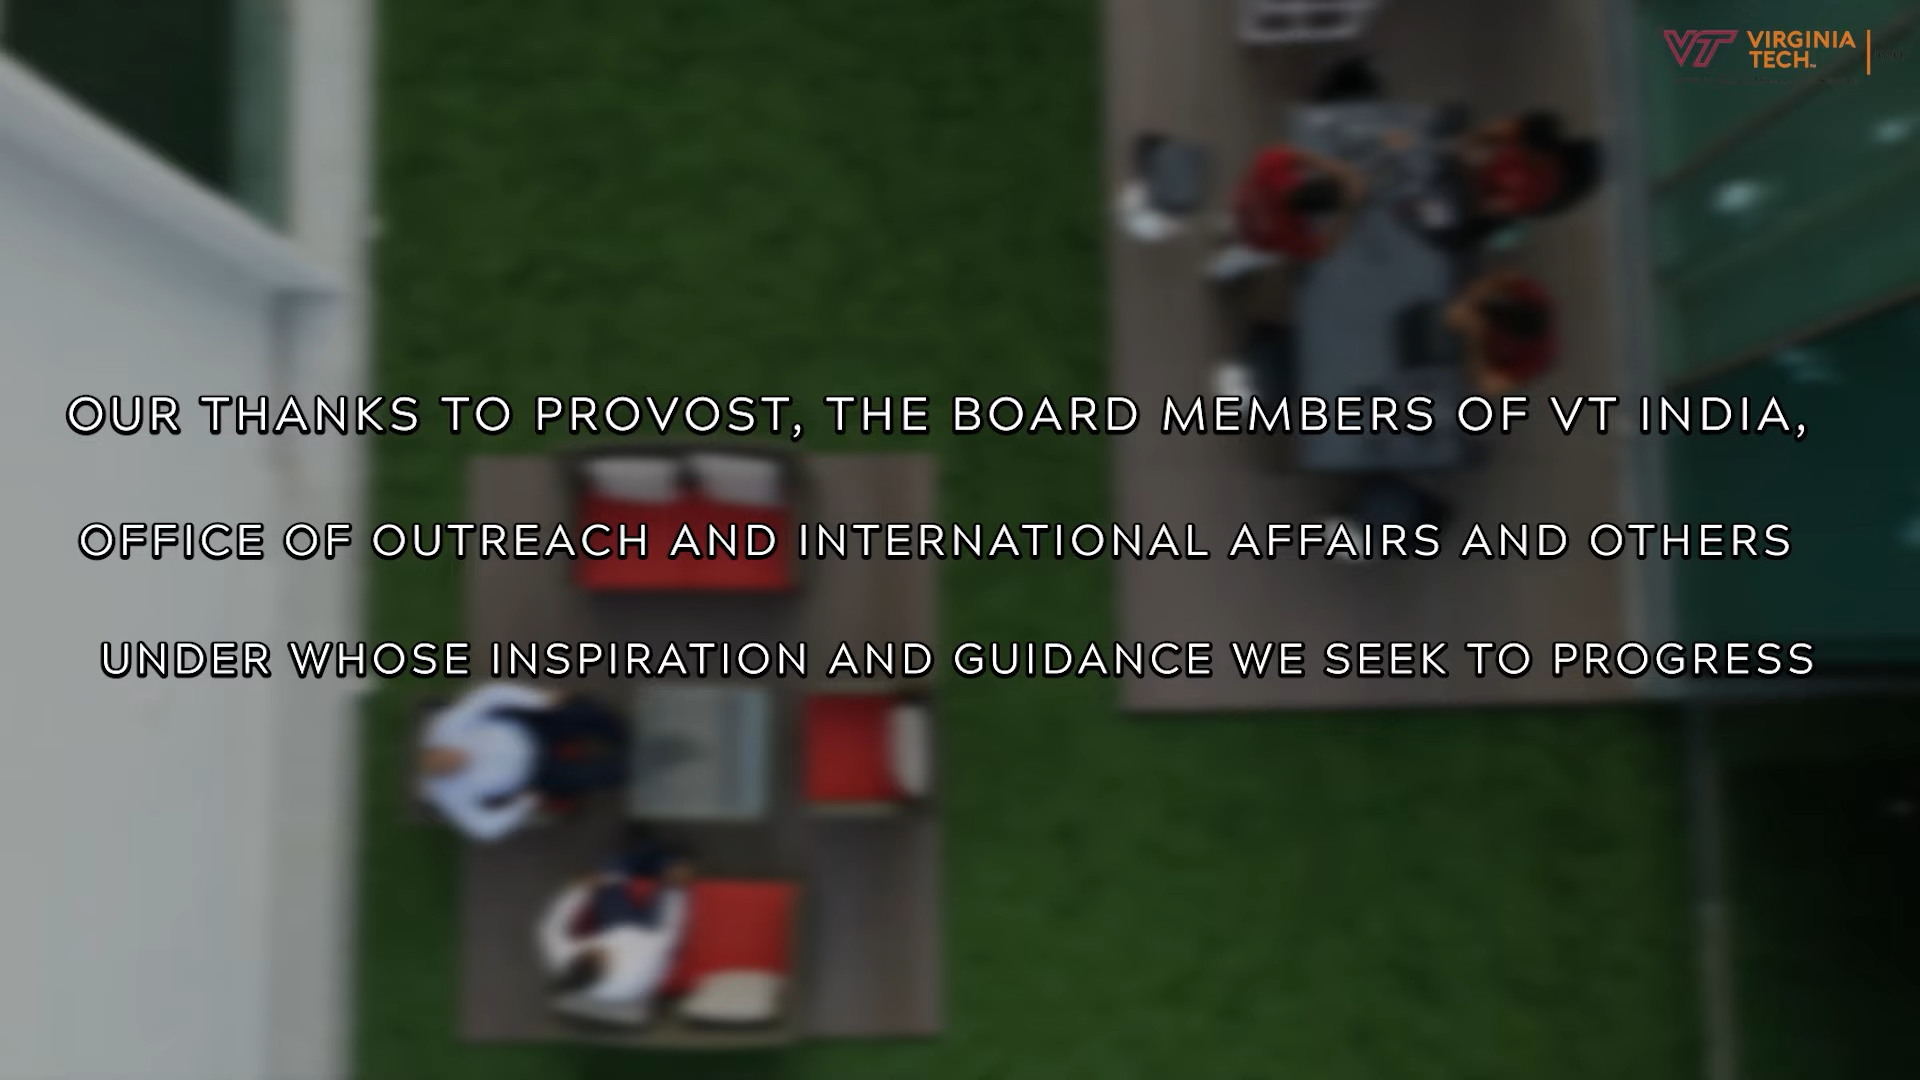 VT VIRGINIA
TECH™
OUR THANKS TO PROVOST, THE BOARD MEMBERS OF VT INDIA,
OFFICE OF OUTREACH AND INTERNATIONAL AFFAIRS AND OTHERS
UNDER WHOSE INSPIRATION AND GUIDANCE WE SEEK TO PROGRESS